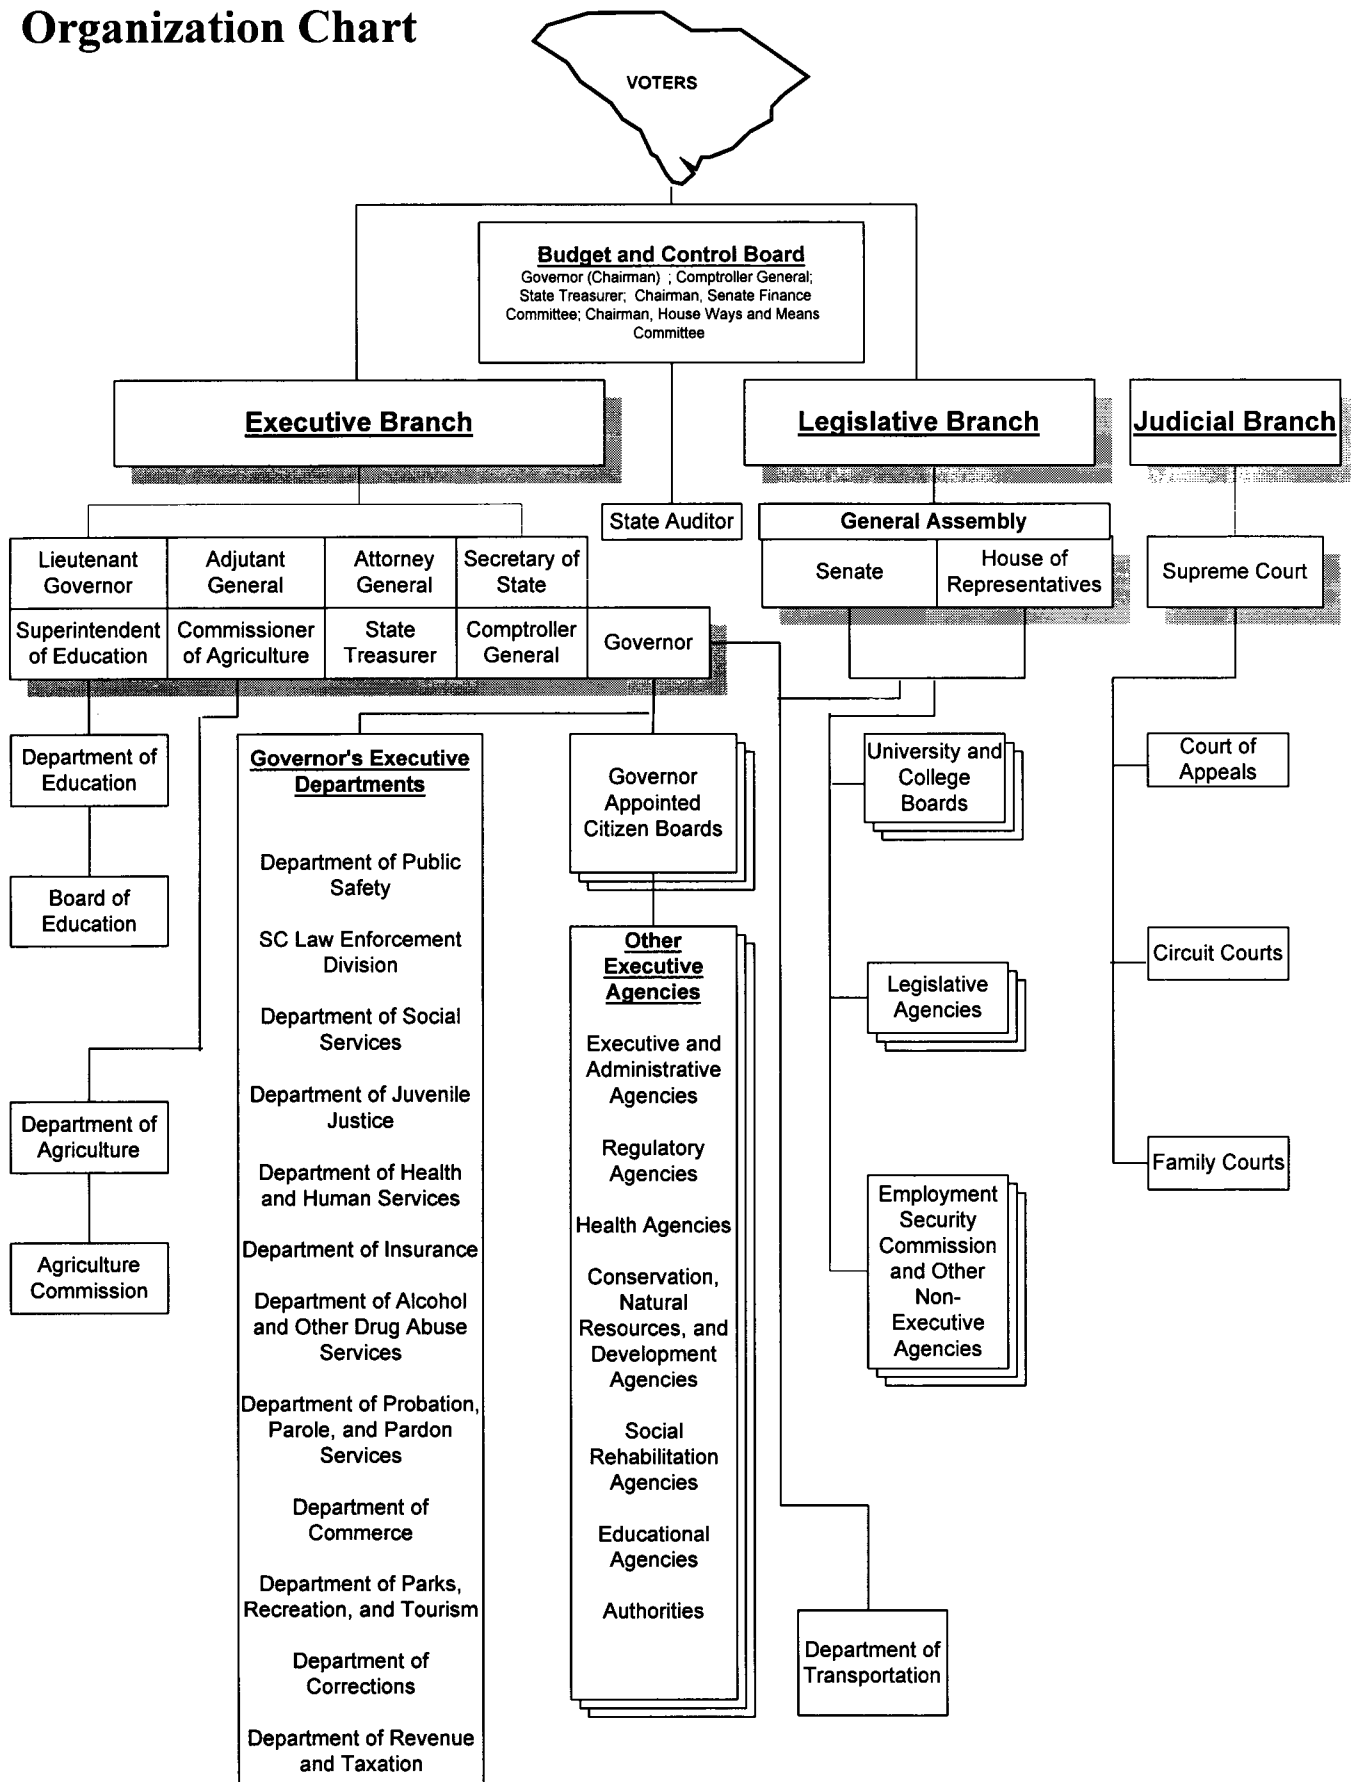 Organization Chart
VOTERS
Budget and Control Board
Governor (Chairman) ; Comptroller General;
State Treasurer; Chairman, Senate Finance
Committee; Chairman, House Ways and Means
Committee
Executive Branch
Legislative Branch
Judicial Branch
State Auditor
General Assembly
Lieutenant
Governor
Adjutant
General
Attorney
General
Secretary of
State
Senate
House of
Representatives
Supreme Court
Superintendent
of Education
Commissioner
of Agriculture
State
Treasurer
Comptroller
General
Governor
Department of
Education
Board of
Education
Department of
Agriculture
Agriculture
Commission
Governor's Executive
Departments
Department of Public
Safety
SC Law Enforcement
Division
Department of Social
Services
Department of Juvenile
Justice
Department of Health
and Human Services
Department of Insurance
Department of Alcohol
and Other Drug Abuse
Services
Department of Probation,
Parole, and Pardon
Services
Department of
Commerce
Department of Parks,
Recreation, and Tourism
Department of
Corrections
Department of Revenue
and Taxation
Governor
Appointed
Citizen Boards
Other
Executive
Agencies
Executive and
Administrative
Agencies
Regulatory
Agencies
Health Agencies
Conservation,
Natural
Resources, and
Development
Agencies
Social
Rehabilitation
Agencies
Educational
Agencies
Authorities
University and
College
Boards
Legislative
Agencies
Employment
Security
Commission
and Other
Non-
Executive
Agencies
Department of
Transportation
Court of
Appeals
Circuit Courts
Family Courts